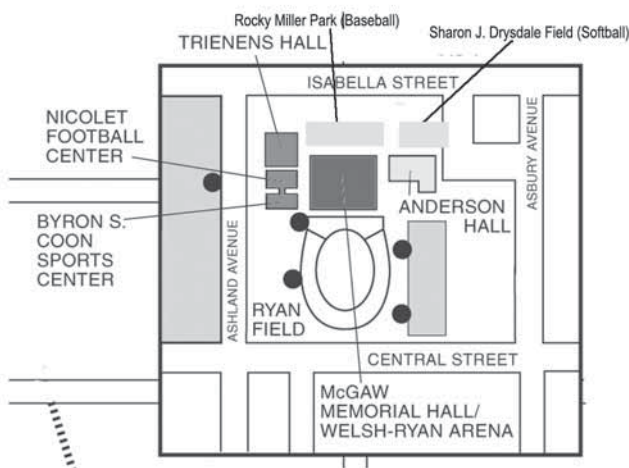 Rocky Miller Park (Baseball)
Sharon J. Drysdale Field (Softball)
TRIENENS HALL
ISABELLA STREET
NICOLET
FOOTBALL
CENTER
BYRON S.
COON
SPORTS
CENTER
ASHLAND AVENUE
ASBURY AVENUE
ANDERSON
HALL
RYAN
FIELD
CENTRAL STREET
McGAW
MEMORIAL HALL/
WELSH-RYAN ARENA